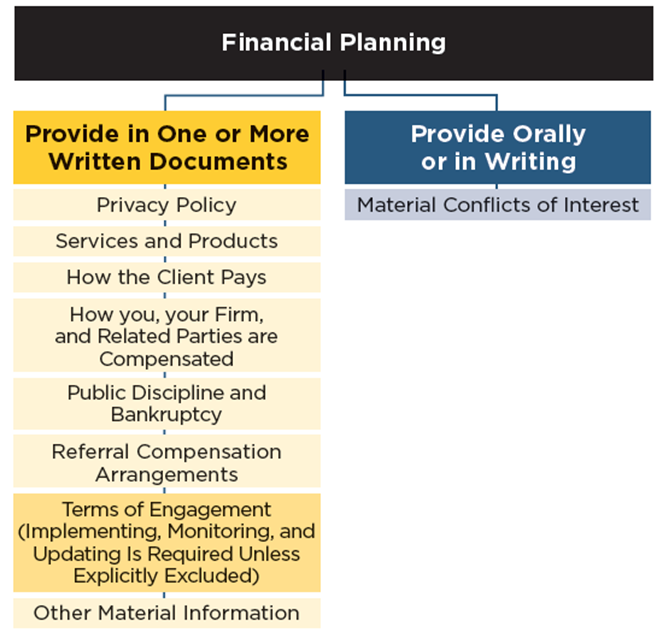 Financial Planning
Provide in One or More
Written Documents
Privacy Policy
Services and Products
How the Client Pays
How you, your Firm,
and Related Parties are
Compensated
Public Discipline and
Bankruptcy
Referral Compensation
Arrangements
Terms of Engagement
(Implementing, Monitoring, and
Updating Is Required Unless
Explicitly Excluded)
Other Material Information
Provide Orally
or in Writing
Material Conflicts of Interest